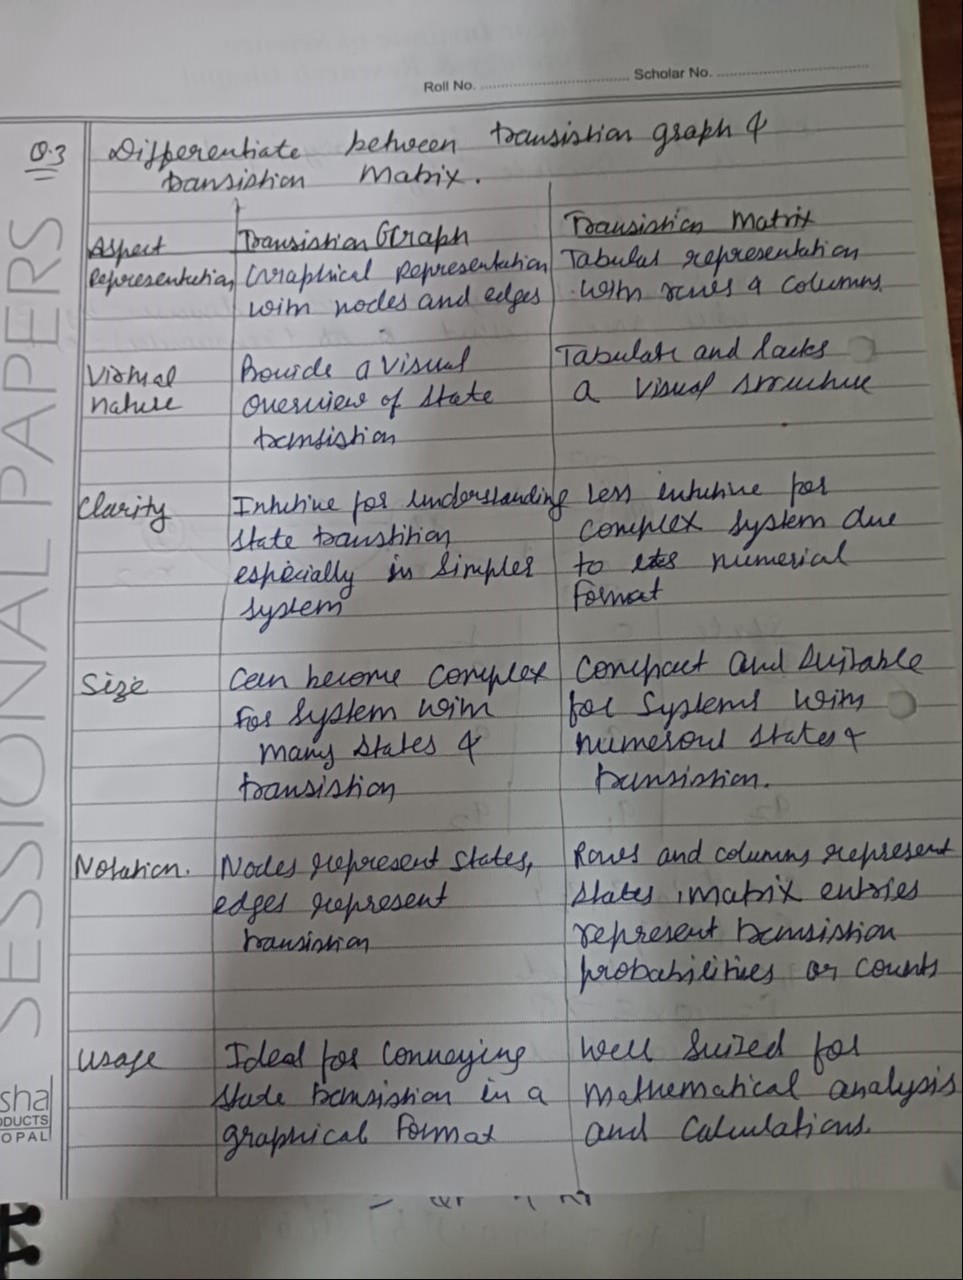 Roll No. .............................. Scholar No. ..............................
Q.3 Differentiate between transistion graph &
transistion Matrix.
Aspect Transistion Graph Transistion Matrix
Representation Graphical Representation Tabular representation
with nodes and edges with rows & columns
Visual Provide a visual Tabular and lacks
nature overview of state a visual structure
transistion
Clarity Intutive for understanding Less intutive for
state transtition complex system due
especially in simpler to its numerial
system format
Size Can become complex Compact and suitable
for system with for systems with
many states & numerous states &
transistion transistion.
Notation. Nodes represent states, Rows and columns represent
edges represent states, matrix entries
transistion represent transistion
probabilities or counts
Usage Ideal for conveying Well suited for
state transistion in a mathematical analysis
graphical format and calculations.
SESSIONAL PAPERS
sha
ODUCTS
OPAL